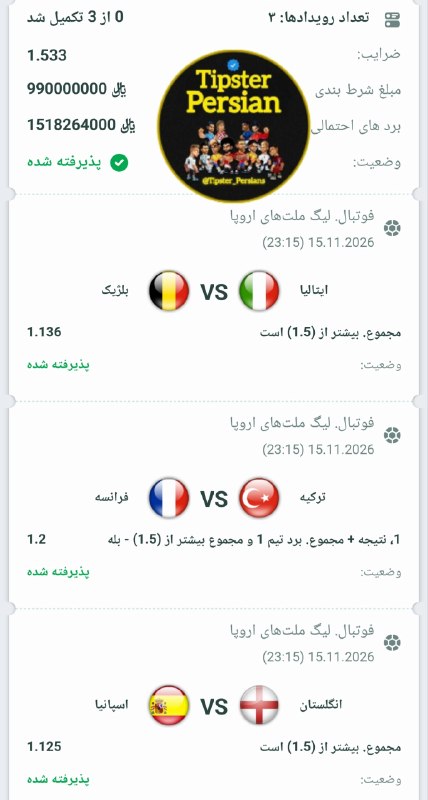 تعداد رویدادها: ۳
0 از 3 تکمیل شد
ضرایب:
1.533
مبلغ شرط بندی
990000000 ﷼
برد های احتمالی
1518264000 ﷼
وضعیت:
پذیرفته شده
Tipster
Persian
@Tipster_Persians
فوتبال. لیگ ملت‌های اروپا
15.11.2026 (23:15)
ایتالیا VS بلژیک
مجموع. بیشتر از (1.5) است
1.136
وضعیت:
پذیرفته شده
فوتبال. لیگ ملت‌های اروپا
15.11.2026 (23:15)
ترکیه VS فرانسه
1، نتیجه + مجموع. برد تیم 1 و مجموع بیشتر از (1.5) - بله
1.2
وضعیت:
پذیرفته شده
فوتبال. لیگ ملت‌های اروپا
15.11.2026 (23:15)
انگلستان VS اسپانیا
مجموع. بیشتر از (1.5) است
1.125
وضعیت:
پذیرفته شده